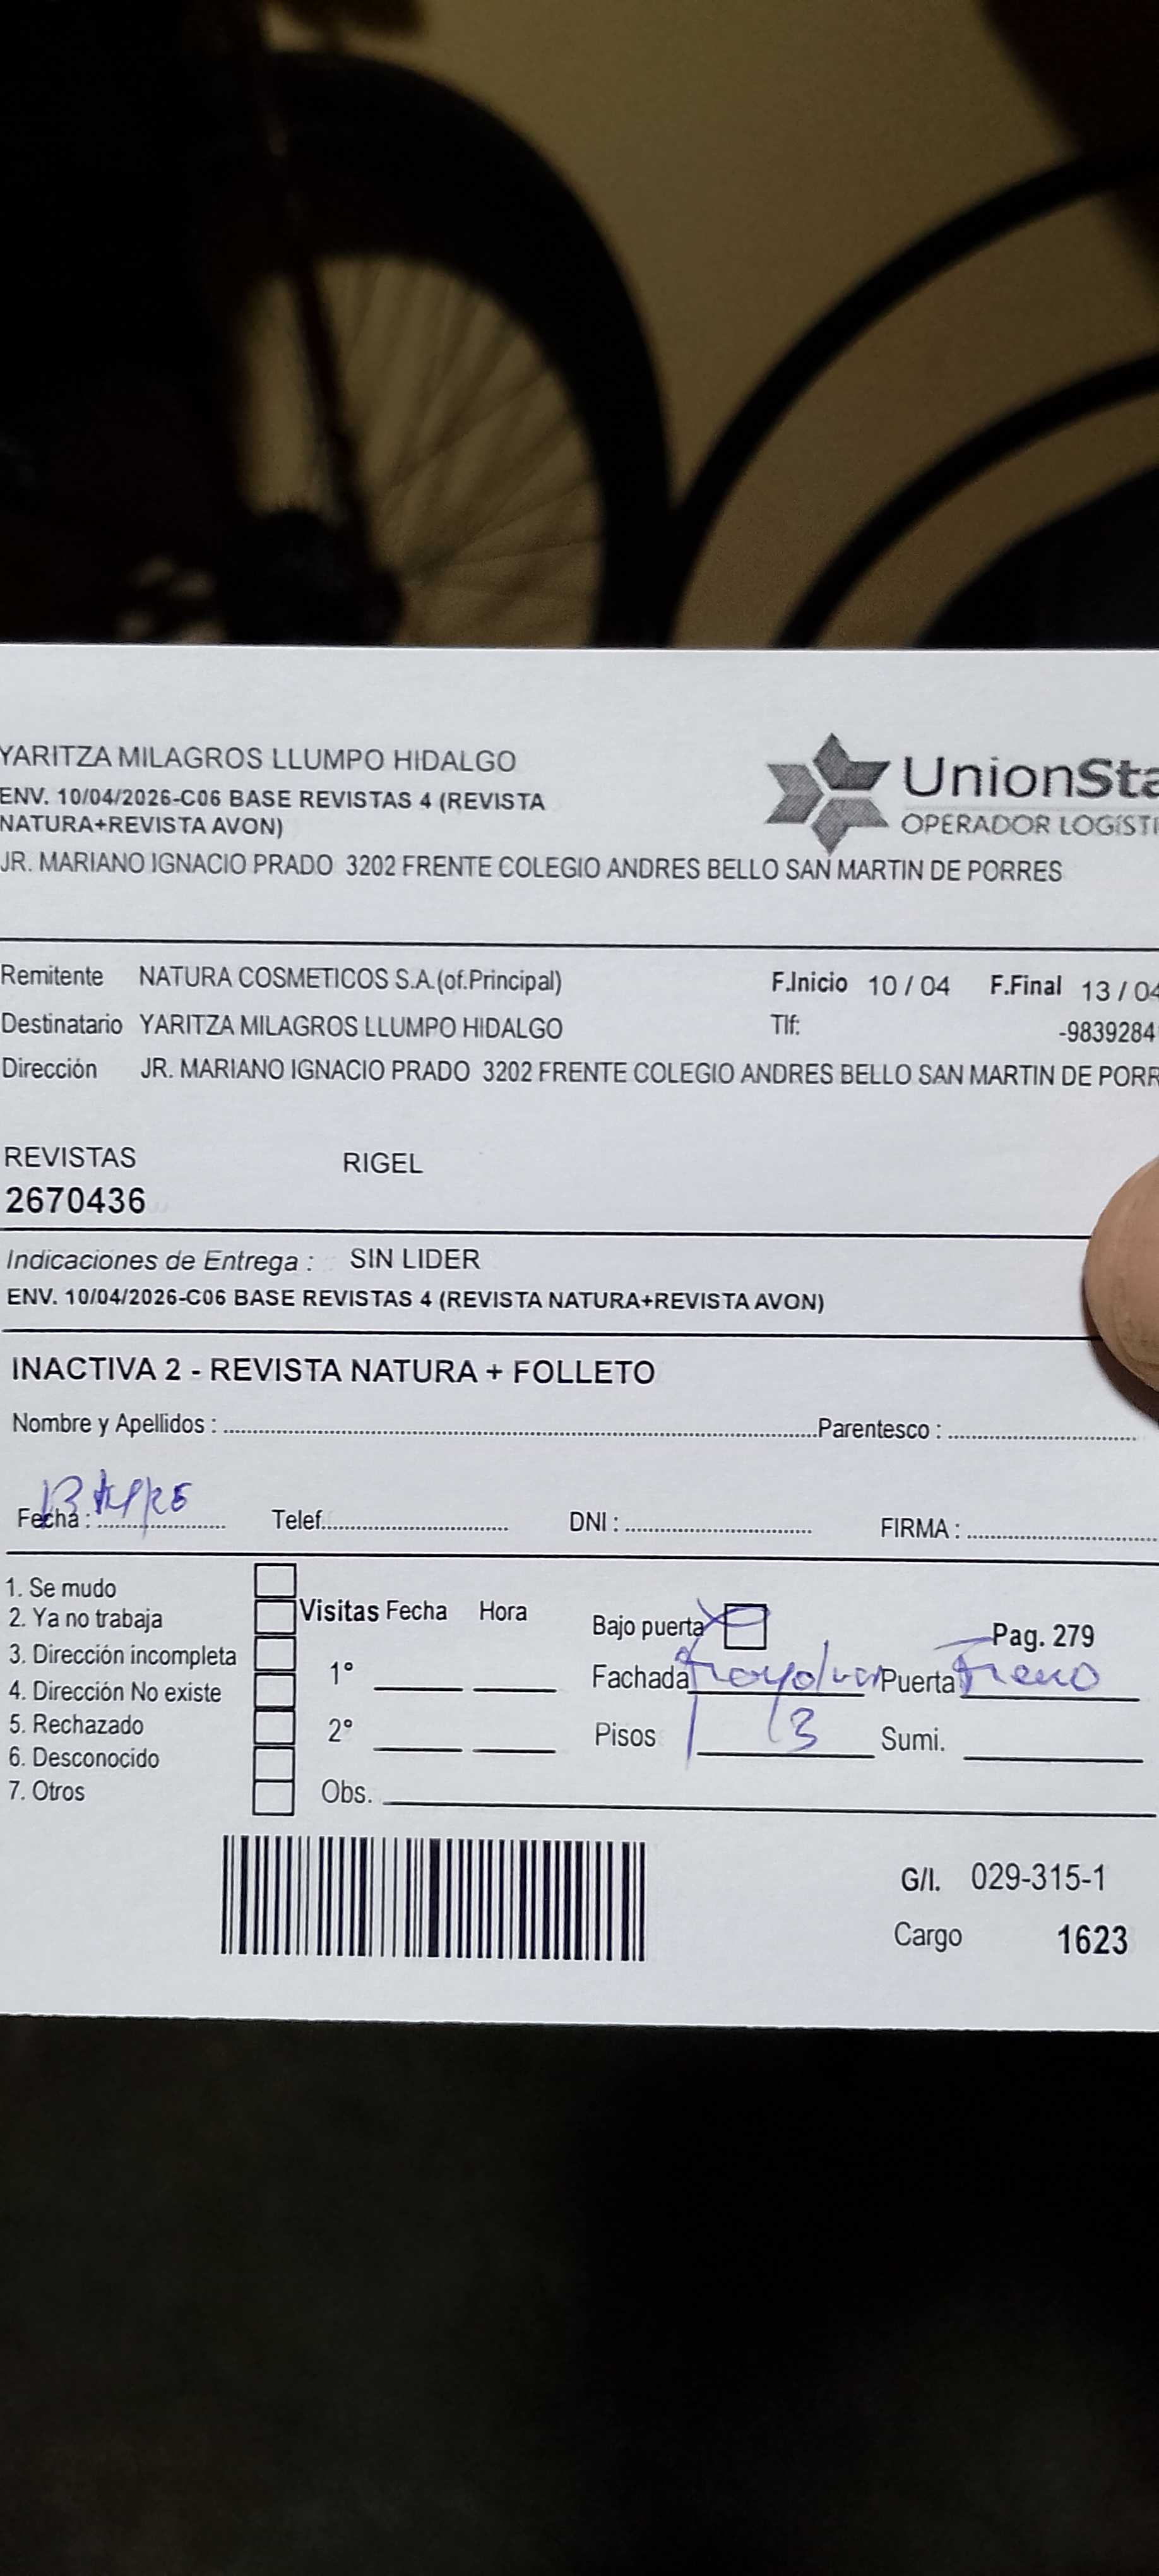 YARITZA MILAGROS LLUMPO HIDALGO
ENV. 10/04/2026-C06 BASE REVISTAS 4 (REVISTA
NATURA+REVISTA AVON)
JR. MARIANO IGNACIO PRADO 3202 FRENTE COLEGIO ANDRES BELLO SAN MARTIN DE PORRES
UnionSta
OPERADOR LOGÍSTI
Remitente NATURA COSMETICOS S.A.(of.Principal) F.Inicio 10 / 04 F.Final 13 / 04
Destinatario YARITZA MILAGROS LLUMPO HIDALGO Tlf: -9839284
Dirección JR. MARIANO IGNACIO PRADO 3202 FRENTE COLEGIO ANDRES BELLO SAN MARTIN DE PORR
REVISTAS RIGEL
2670436
Indicaciones de Entrega : SIN LIDER
ENV. 10/04/2026-C06 BASE REVISTAS 4 (REVISTA NATURA+REVISTA AVON)
INACTIVA 2 - REVISTA NATURA + FOLLETO
Nombre y Apellidos : Parentesco :
Fecha : Telef. DNI : FIRMA :
1. Se mudo
2. Ya no trabaja
3. Dirección incompleta
4. Dirección No existe
5. Rechazado
6. Desconocido
7. Otros
Visitas Fecha Hora
1°
2°
Obs.
Bajo puerta Pag. 279
Fachada Puerta
Pisos 3 Sumi.
G/I. 029-315-1
Cargo 1623